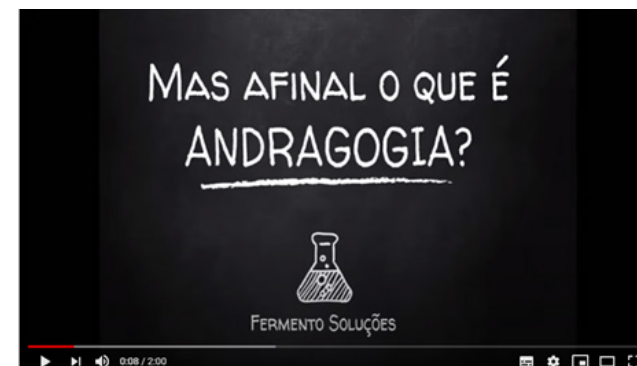 MAS AFINAL O QUE É
ANDRAGOGIA?
FERMENTO SOLUÇÕES
0:08 / 2:00